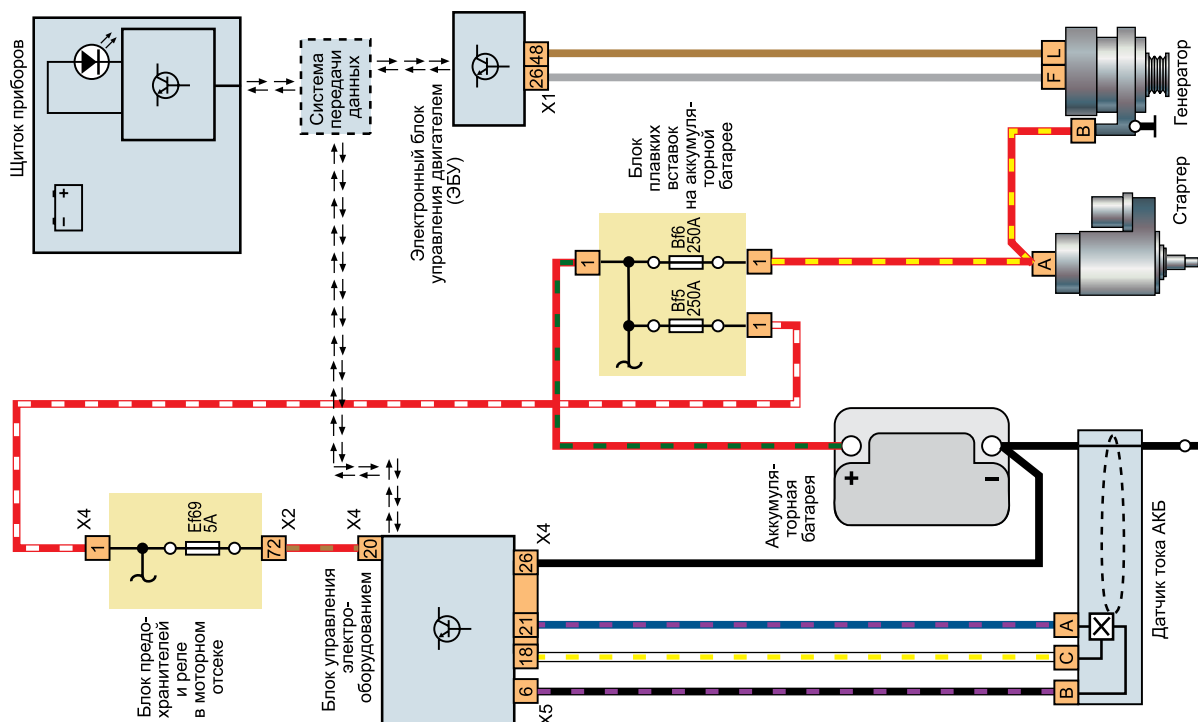 Щиток приборов
Система
передачи
данных
Электронный блок
управления двигателем
(ЭБУ)
26
48
X1
F
L
Генератор
B
Стартер
A
Блок
плавких
вставок
на аккумуля-
торной
батарее
1
Bf6
250A
1
Bf5
250A
1
+
−
Аккумуля-
торная
батарея
+
−
Датчик тока АКБ
A
C
B
X4
1
Ef69
5A
72
X2
Блок предо-
хранителей
и реле
в моторном
отсеке
X4
20
Блок управления
электро-
оборудованием
26
X4
21
18
6
X5